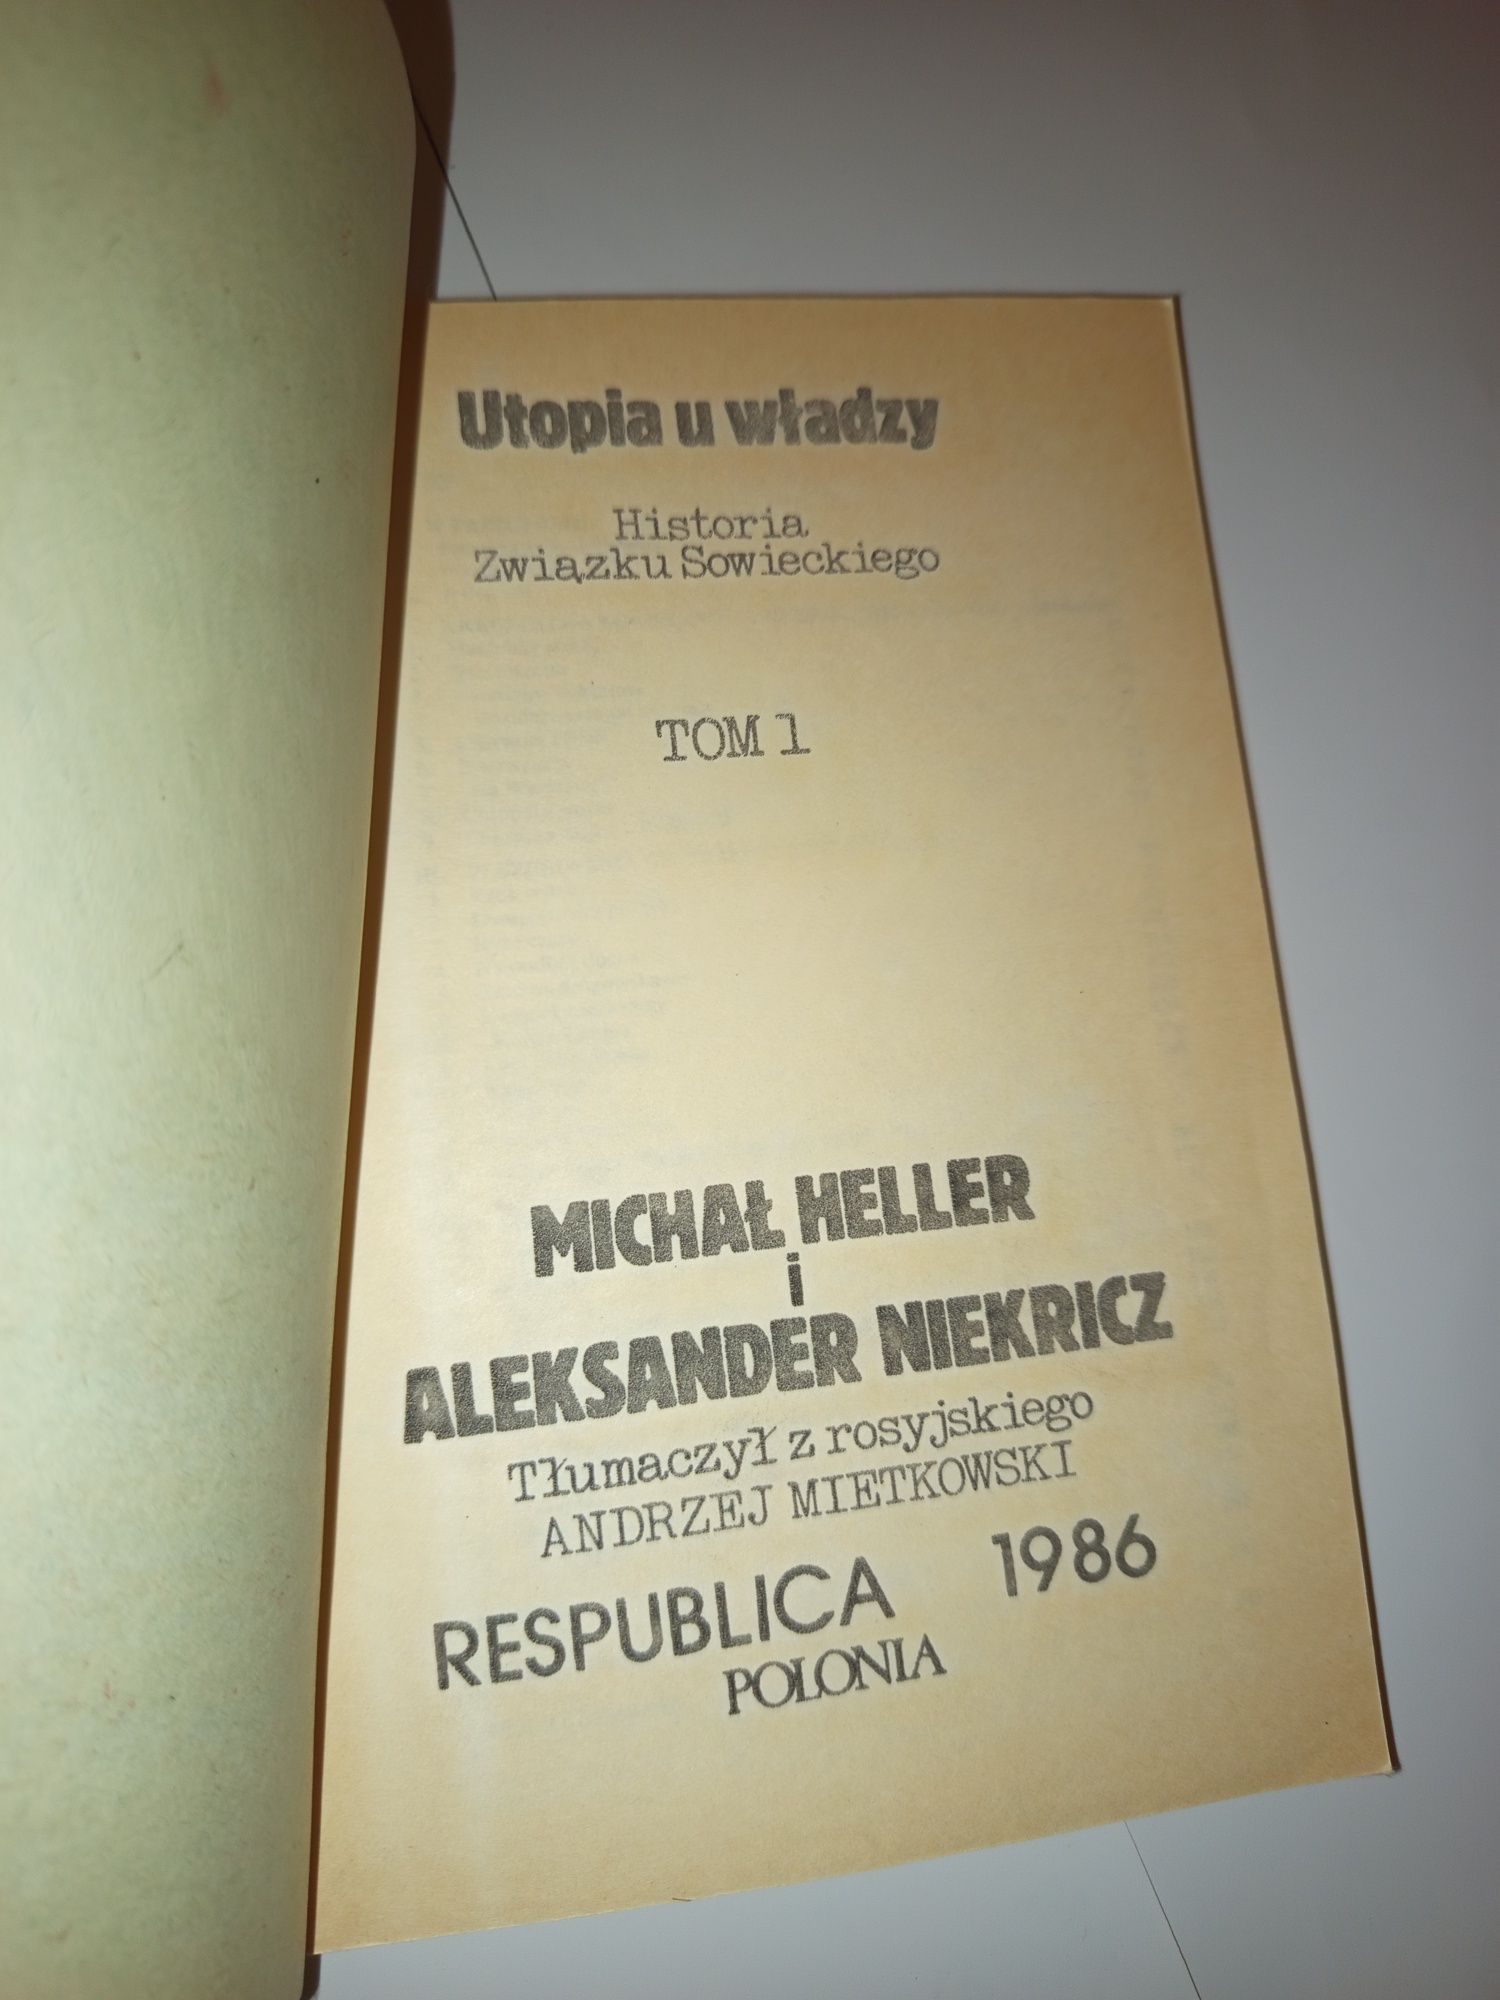 Utopia u władzy
Historia
Związku Sowieckiego
TOM 1
MICHAŁ HELLER
i
ALEKSANDER NIEKRICZ
Tłumaczył z rosyjskiego
ANDRZEJ MIETKOWSKI
RESPUBLICA 1986
POLONIA